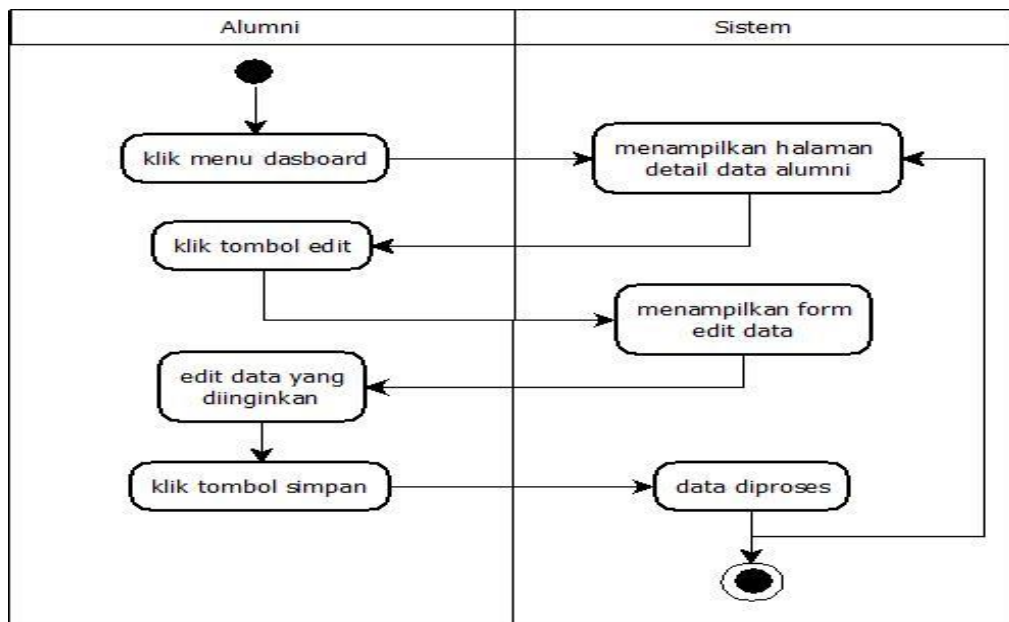 Alumni
Sistem
klik menu dasboard
menampilkan halaman
detail data alumni
klik tombol edit
menampilkan form
edit data
edit data yang
diinginkan
klik tombol simpan
data diproses